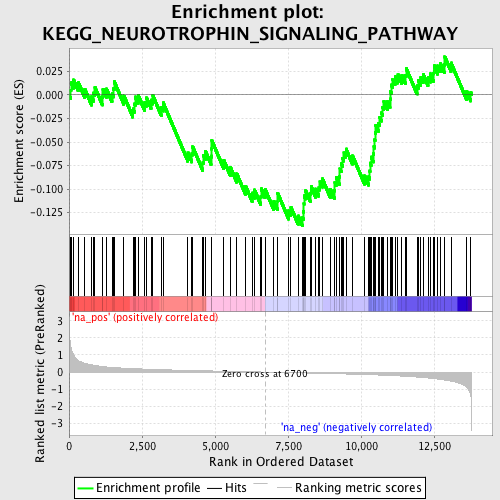 Enrichment plot:
KEGG_NEUROTROPHIN_SIGNALING_PATHWAY
Enrichment score (ES)
0.025
0.000
-0.025
-0.050
-0.075
-0.100
-0.125
'na_pos' (positively correlated)
Ranked list metric (PreRanked)
3
2
1
0
-1
-2
-3
Zero cross at 6700
'na_neg' (negatively correlated)
0
2,500
5,000
7,500
10,000
12,500
Rank in Ordered Dataset
Enrichment profile
Hits
Ranking metric scores